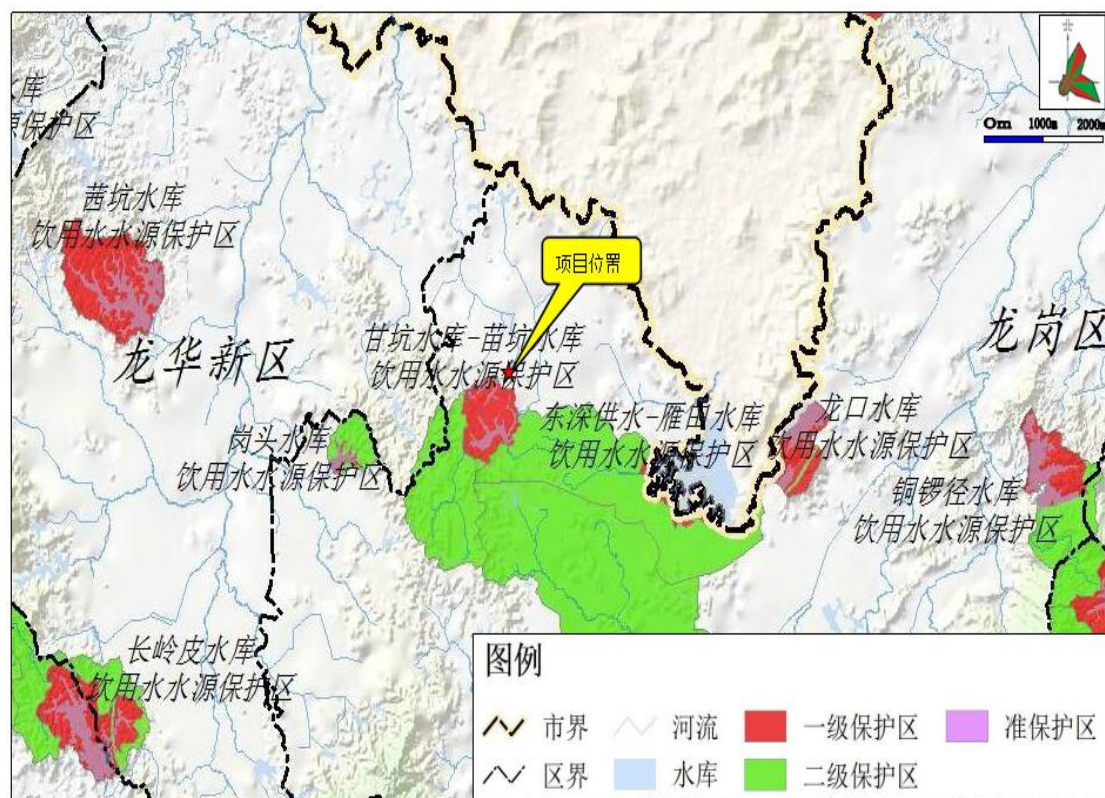 水库
源保护区
茜坑水库
饮用水水源保护区
0m 1000m 2000m
项目位置
龙华新区
甘坑水库-苗坑水库
饮用水水源保护区
龙岗区
岗头水库
饮用水水源保护区
东深供水-雁田水库
饮用水水源保护区
龙口水库
饮用水水源保护区
铜锣径水库
饮用水水源保护区
长岭皮水库
饮用水水源保护区
图例
市界 河流 一级保护区 准保护区
区界 水库 二级保护区